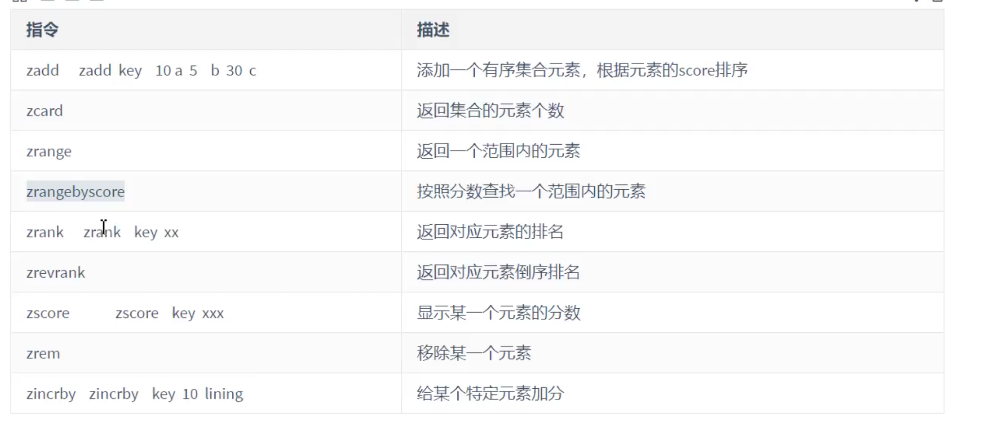 指令 描述
zadd zadd key 10 a 5 b 30 c 添加一个有序集合元素，根据元素的score排序
zcard 返回集合的元素个数
zrange 返回一个范围内的元素
zrangebyscore 按照分数查找一个范围内的元素
zrank zrank key xx 返回对应元素的排名
zrevrank 返回对应元素倒序排名
zscore zscore key xxx 显示某一个元素的分数
zrem 移除某一个元素
zincrby zincrby key 10 lining 给某个特定元素加分